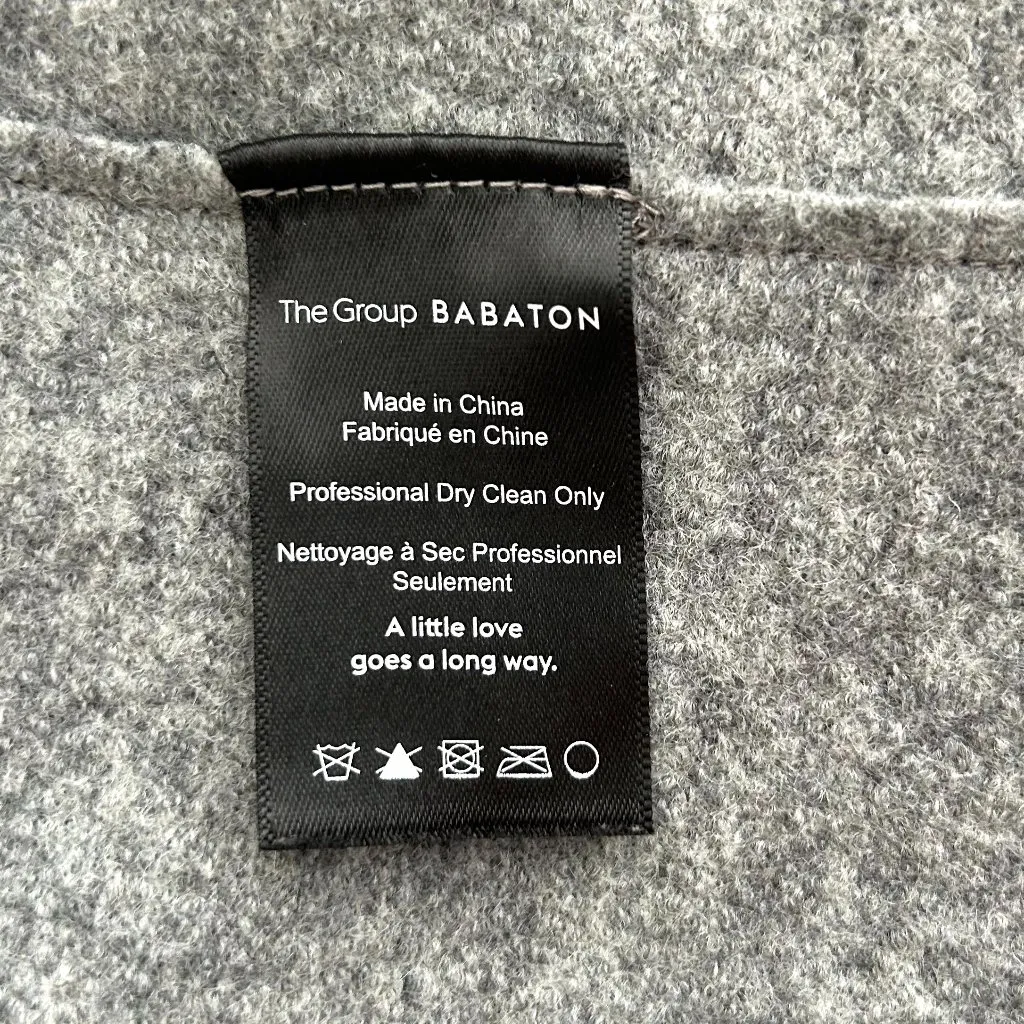 The Group BABATON
Made in China
Fabriqué en Chine
Professional Dry Clean Only
Nettoyage à Sec Professionnel
Seulement
A little love
goes a long way.